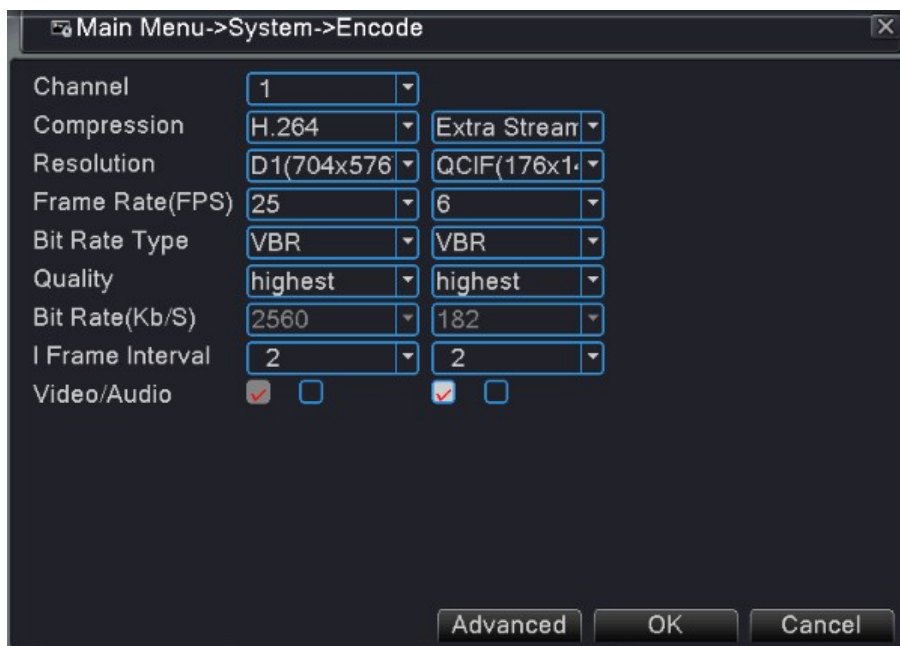 Main Menu->System->Encode
Channel 1
Compression H.264 Extra Stream
Resolution D1(704x576 QCIF(176x14
Frame Rate(FPS) 25 6
Bit Rate Type VBR VBR
Quality highest highest
Bit Rate(Kb/S) 2560 182
I Frame Interval 2 2
Video/Audio
Advanced OK Cancel